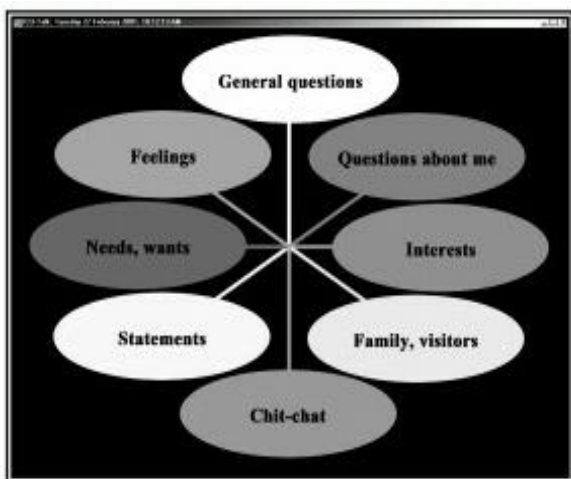 General questions
Feelings
Questions about me
Needs, wants
Interests
Statements
Family, visitors
Chit-chat